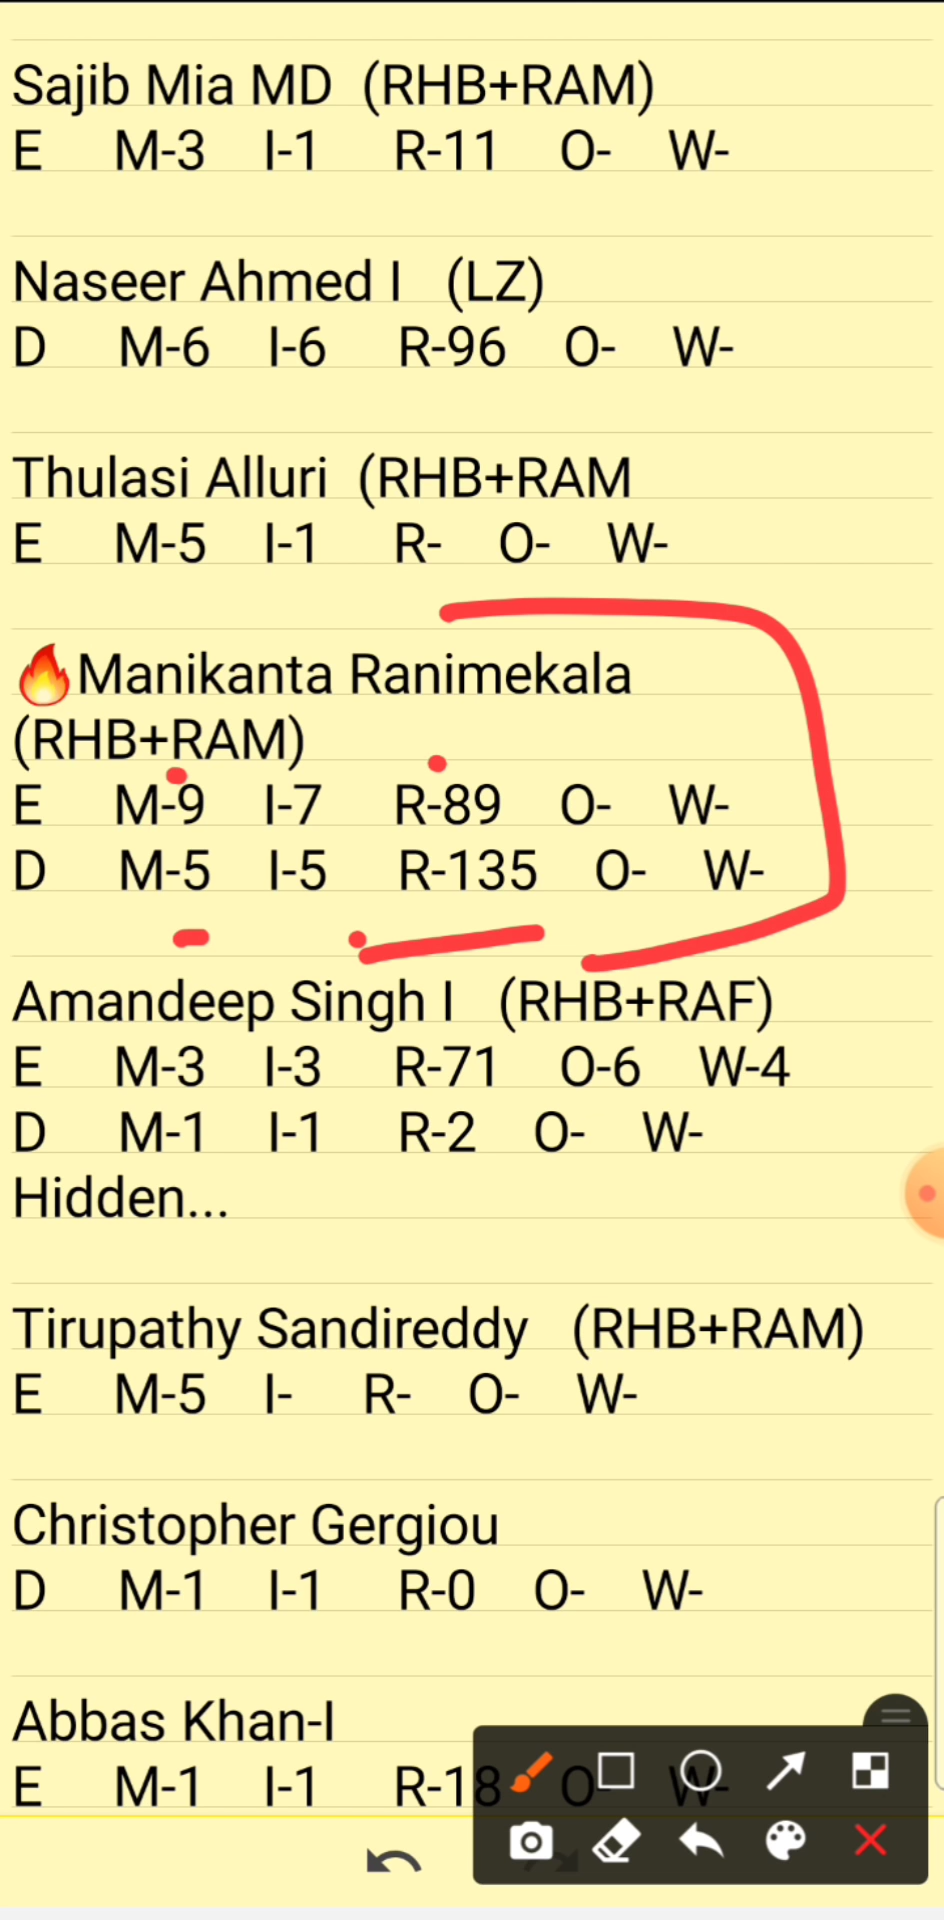 Sajib Mia MD (RHB+RAM)
E M-3 I-1 R-11 O- W-
Naseer Ahmed I (LZ)
D M-6 I-6 R-96 O- W-
Thulasi Alluri (RHB+RAM
E M-5 I-1 R- O- W-
🔥Manikanta Ranimekala
(RHB+RAM)
E M-9 I-7 R-89 O- W-
D M-5 I-5 R-135 O- W-
Amandeep Singh I (RHB+RAF)
E M-3 I-3 R-71 O-6 W-4
D M-1 I-1 R-2 O- W-
Hidden...
Tirupathy Sandireddy (RHB+RAM)
E M-5 I- R- O- W-
Christopher Gergiou
D M-1 I-1 R-0 O- W-
Abbas Khan-I
E M-1 I-1 R-18 O- W-